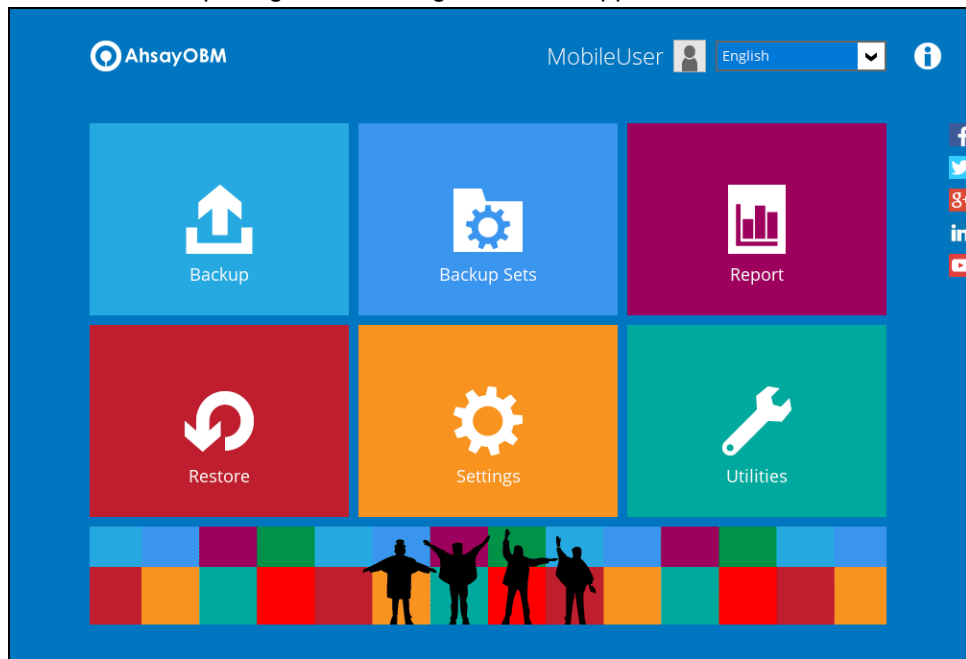 AhsayOBM
MobileUser
English
Backup
Backup Sets
Report
Restore
Settings
Utilities